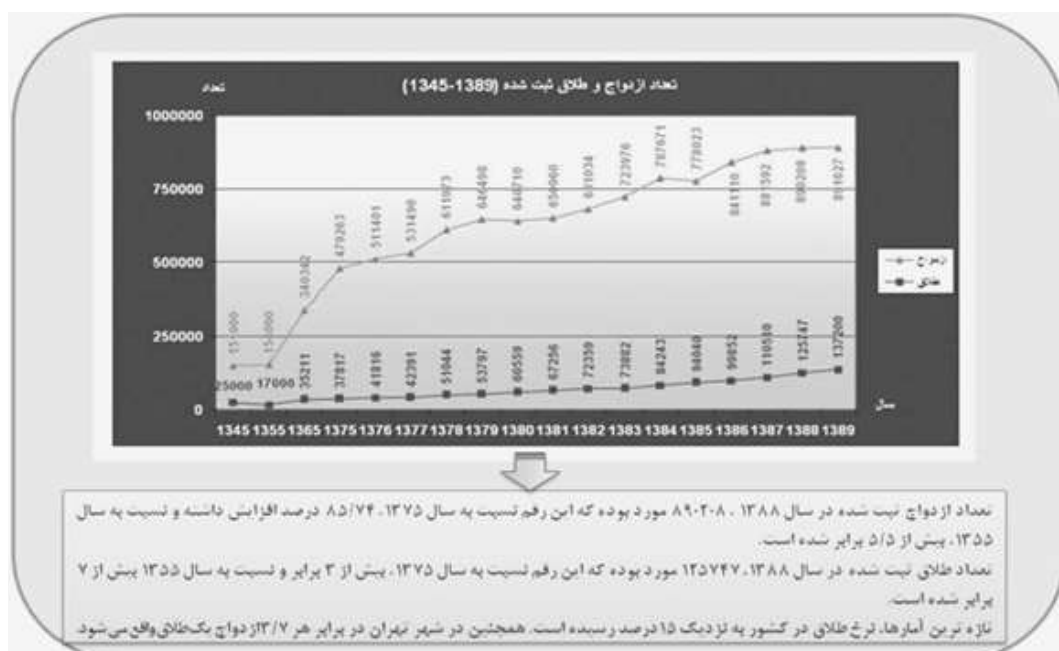 تعداد ازدواج و طلاق ثبت شده (1389-1345)
تعداد
1000000
750000
500000
250000
0
151000 154000 340342 479263 511401 531490 611073 646498 640710 650960 681034 723976 787671 778023 841110 881592 890208 891627
25000 17000 35211 37817 41816 42391 51044 53797 60559 67256 72359 73882 84243 94040 99852 110510 125747 137200
ازدواج
طلاق
سال
1345 1355 1365 1375 1376 1377 1378 1379 1380 1381 1382 1383 1384 1385 1386 1387 1388 1389
تعداد ازدواج ثبت شده در سال ۱۳۸۸، ۸۹۰۲۰۸ مورد بوده که این رقم نسبت به سال ۱۳۷۵، ۸۵/۷۴ درصد افزایش داشته و نسبت به سال
۱۳۵۵، بیش از ۵/۵ برابر شده است.
تعداد طلاق ثبت شده در سال ۱۳۸۸، ۱۲۵۷۴۷ مورد بوده که این رقم نسبت به سال ۱۳۷۵، بیش از ۳ برابر و نسبت به سال ۱۳۵۵ بیش از ۷
برابر شده است.
تازه ترین آمارها، نرخ طلاق در کشور به نزدیک ۱۵ درصد رسیده است. همچنین در شهر تهران در برابر هر ۳/۷ ازدواج یک طلاق واقع می شود.